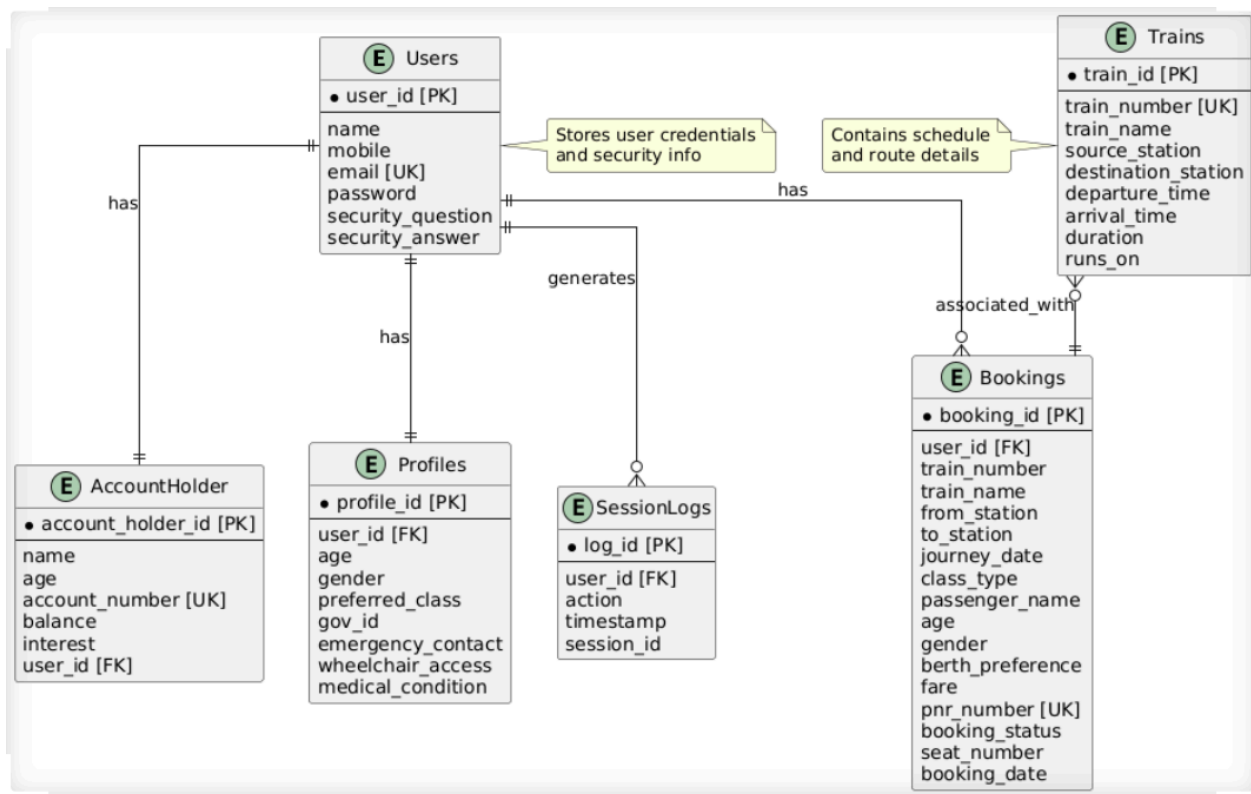 E Users
• user_id [PK]
name
mobile
email [UK]
password
security_question
security_answer
Stores user credentials
and security info
Contains schedule
and route details
E Trains
• train_id [PK]
train_number [UK]
train_name
source_station
destination_station
departure_time
arrival_time
duration
runs_on
has
has
generates
has
associated_with
E AccountHolder
• account_holder_id [PK]
name
age
account_number [UK]
balance
interest
user_id [FK]
E Profiles
• profile_id [PK]
user_id [FK]
age
gender
preferred_class
gov_id
emergency_contact
wheelchair_access
medical_condition
E SessionLogs
• log_id [PK]
user_id [FK]
action
timestamp
session_id
E Bookings
• booking_id [PK]
user_id [FK]
train_number
train_name
from_station
to_station
journey_date
class_type
passenger_name
age
gender
berth_preference
fare
pnr_number [UK]
booking_status
seat_number
booking_date